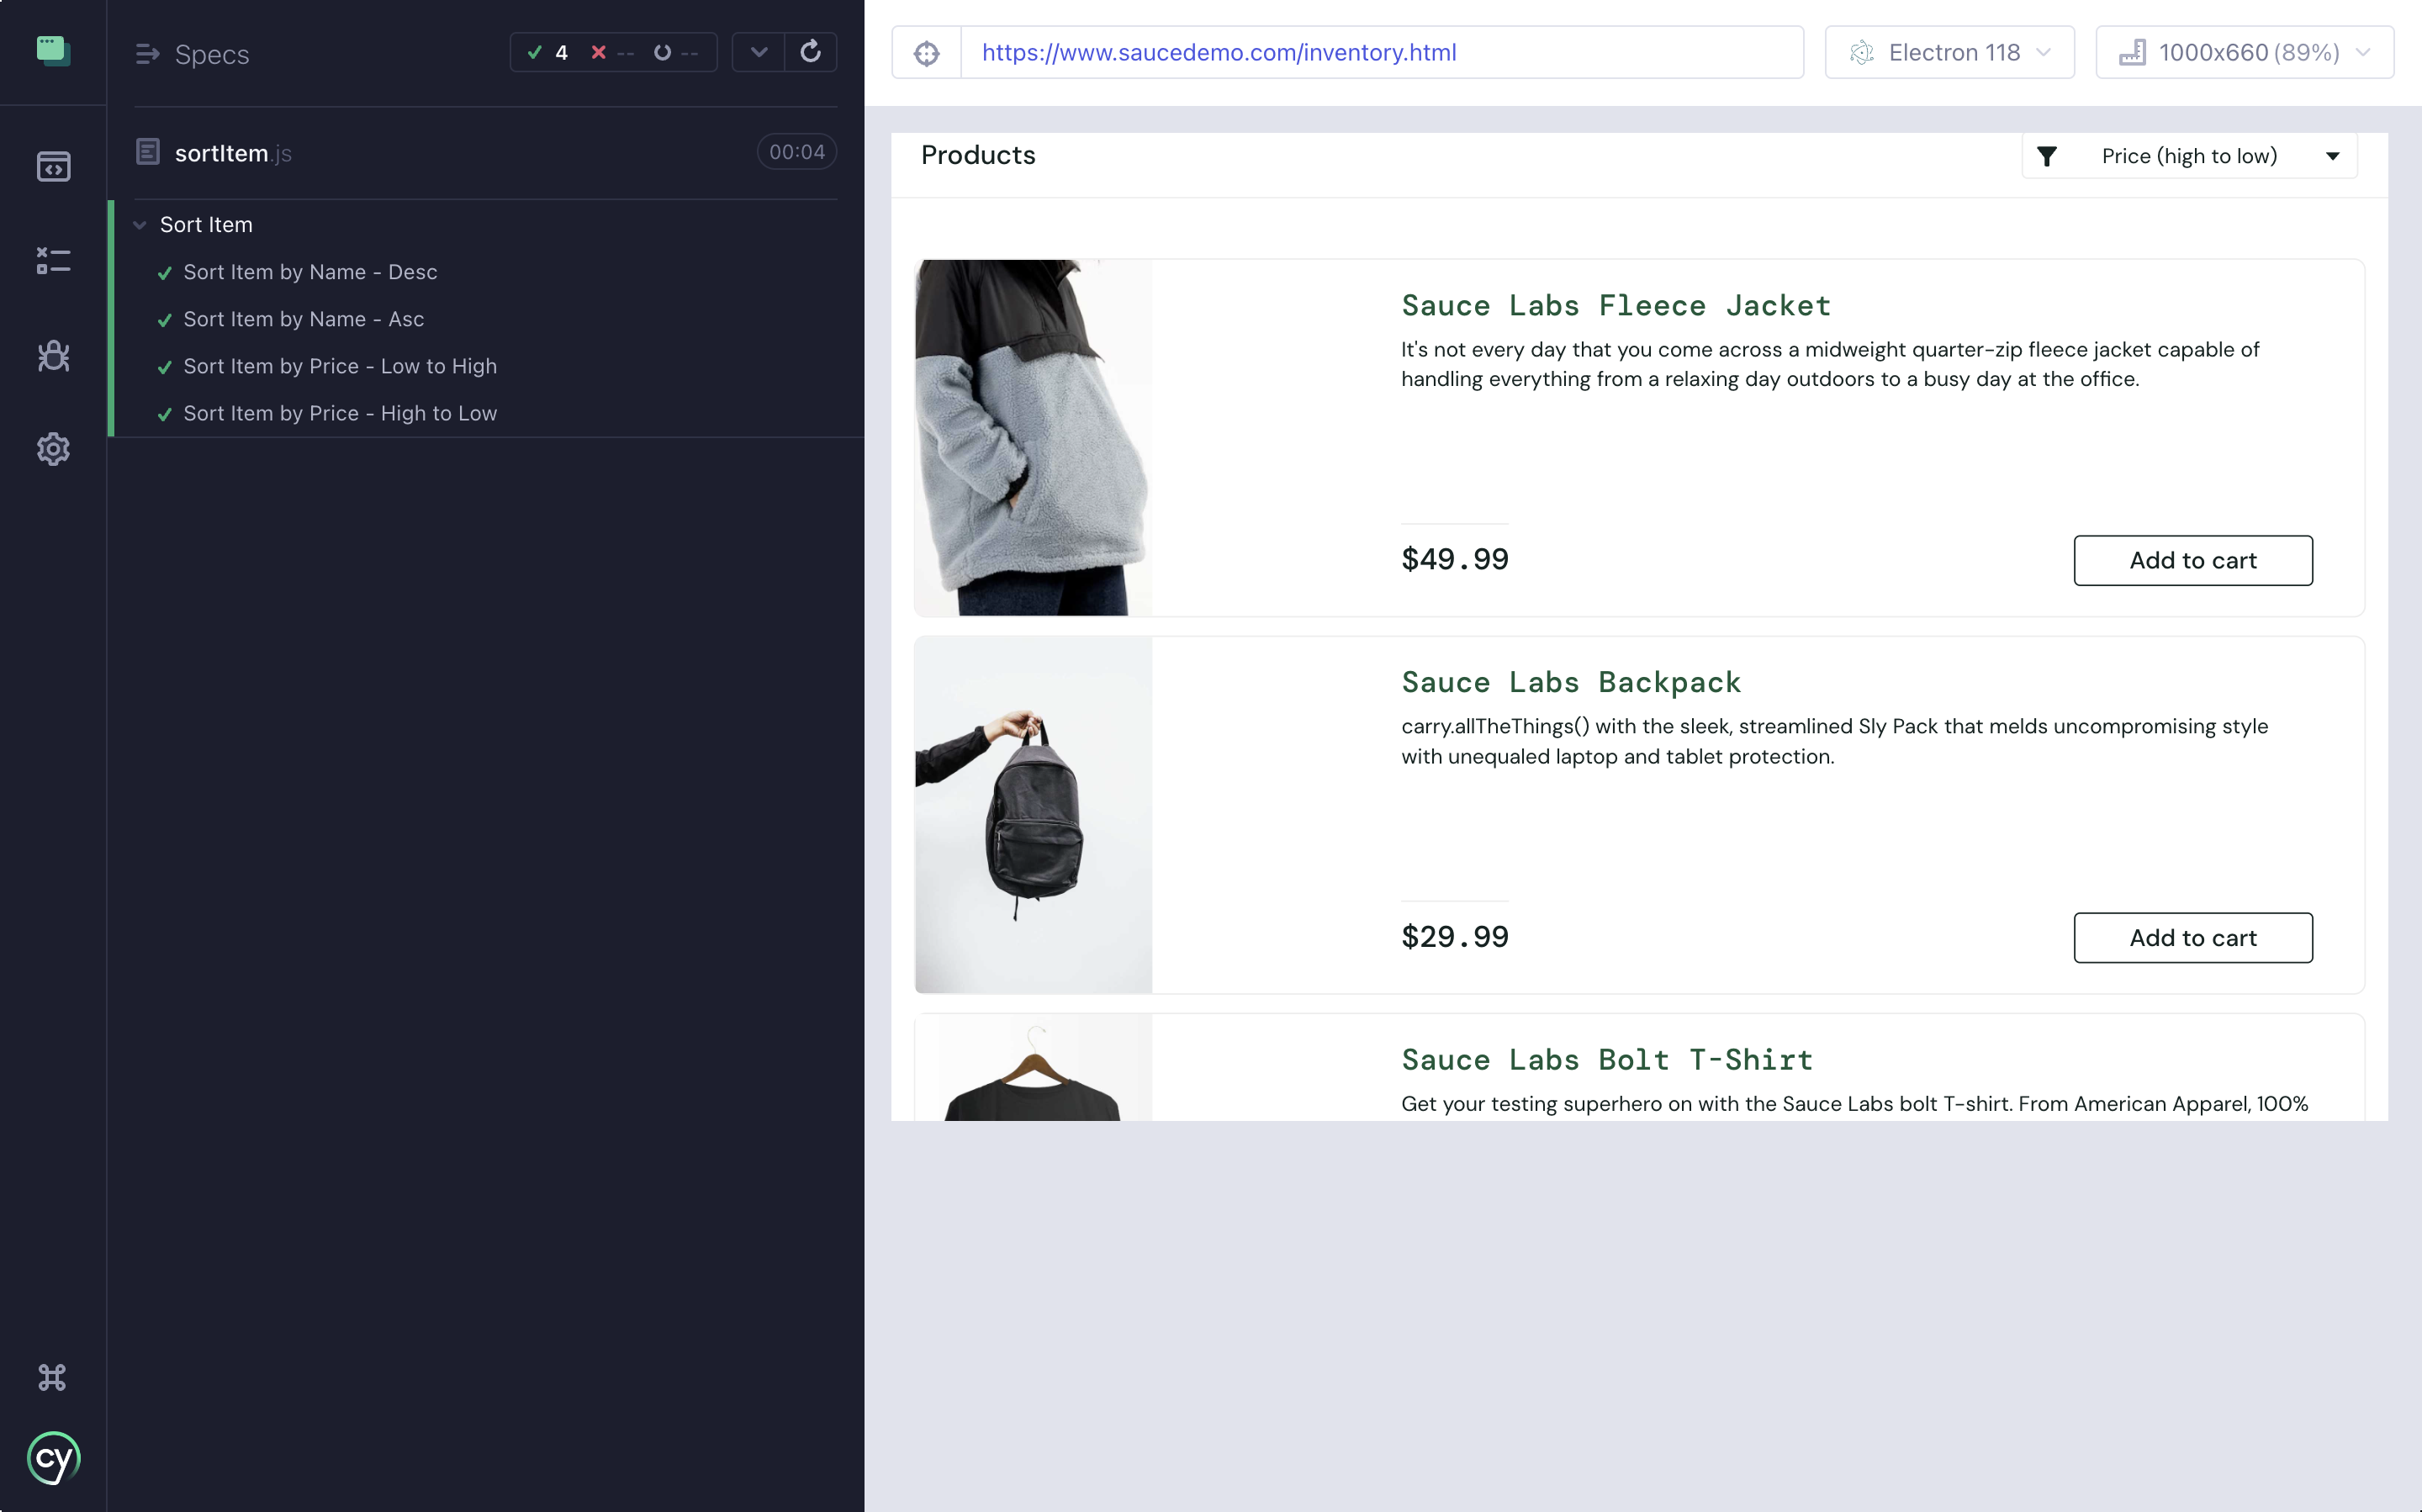 Specs
4 -- --
https://www.saucedemo.com/inventory.html
Electron 118
1000x660 (89%)
sortItem.js
00:04
Sort Item
Sort Item by Name - Desc
Sort Item by Name - Asc
Sort Item by Price - Low to High
Sort Item by Price - High to Low
cy
Products
Price (high to low)
Sauce Labs Fleece Jacket
It's not every day that you come across a midweight quarter-zip fleece jacket capable of
handling everything from a relaxing day outdoors to a busy day at the office.
$49.99
Add to cart
Sauce Labs Backpack
carry.allTheThings() with the sleek, streamlined Sly Pack that melds uncompromising style
with unequaled laptop and tablet protection.
$29.99
Add to cart
Sauce Labs Bolt T-Shirt
Get your testing superhero on with the Sauce Labs bolt T-shirt. From American Apparel, 100%